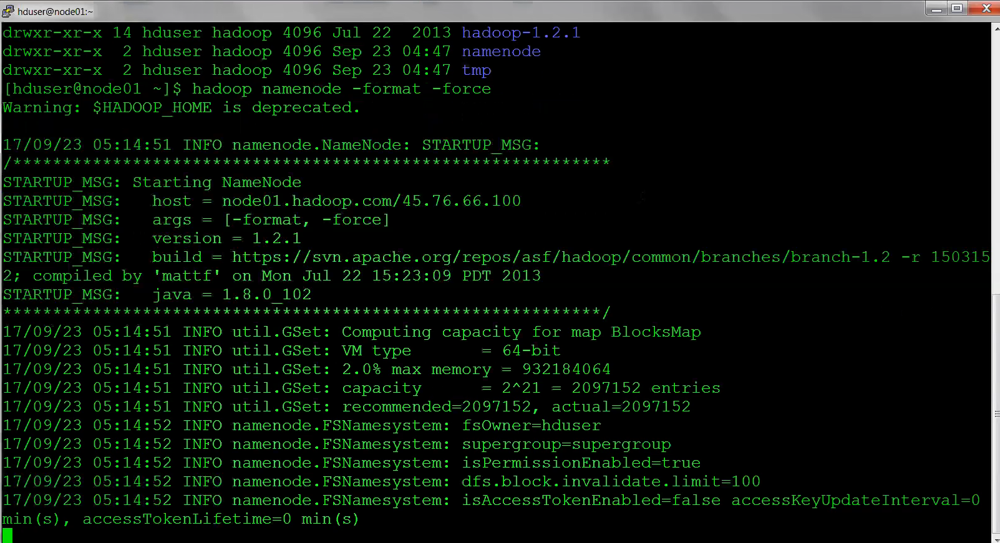 hduser@node01:~
drwxr-xr-x 14 hduser hadoop 4096 Jul 22  2013 hadoop-1.2.1
drwxr-xr-x  2 hduser hadoop 4096 Sep 23 04:47 namenode
drwxr-xr-x  2 hduser hadoop 4096 Sep 23 04:47 tmp
[hduser@node01 ~]$ hadoop namenode -format -force
Warning: $HADOOP_HOME is deprecated.
17/09/23 05:14:51 INFO namenode.NameNode: STARTUP_MSG:
/************************************************************
STARTUP_MSG: Starting NameNode
STARTUP_MSG:   host = node01.hadoop.com/45.76.66.100
STARTUP_MSG:   args = [-format, -force]
STARTUP_MSG:   version = 1.2.1
STARTUP_MSG:   build = https://svn.apache.org/repos/asf/hadoop/common/branches/branch-1.2 -r 150315
2; compiled by 'mattf' on Mon Jul 22 15:23:09 PDT 2013
STARTUP_MSG:   java = 1.8.0_102
************************************************************/
17/09/23 05:14:51 INFO util.GSet: Computing capacity for map BlocksMap
17/09/23 05:14:51 INFO util.GSet: VM type       = 64-bit
17/09/23 05:14:51 INFO util.GSet: 2.0% max memory = 932184064
17/09/23 05:14:51 INFO util.GSet: capacity      = 2^21 = 2097152 entries
17/09/23 05:14:51 INFO util.GSet: recommended=2097152, actual=2097152
17/09/23 05:14:52 INFO namenode.FSNamesystem: fsOwner=hduser
17/09/23 05:14:52 INFO namenode.FSNamesystem: supergroup=supergroup
17/09/23 05:14:52 INFO namenode.FSNamesystem: isPermissionEnabled=true
17/09/23 05:14:52 INFO namenode.FSNamesystem: dfs.block.invalidate.limit=100
17/09/23 05:14:52 INFO namenode.FSNamesystem: isAccessTokenEnabled=false accessKeyUpdateInterval=0
min(s), accessTokenLifetime=0 min(s)